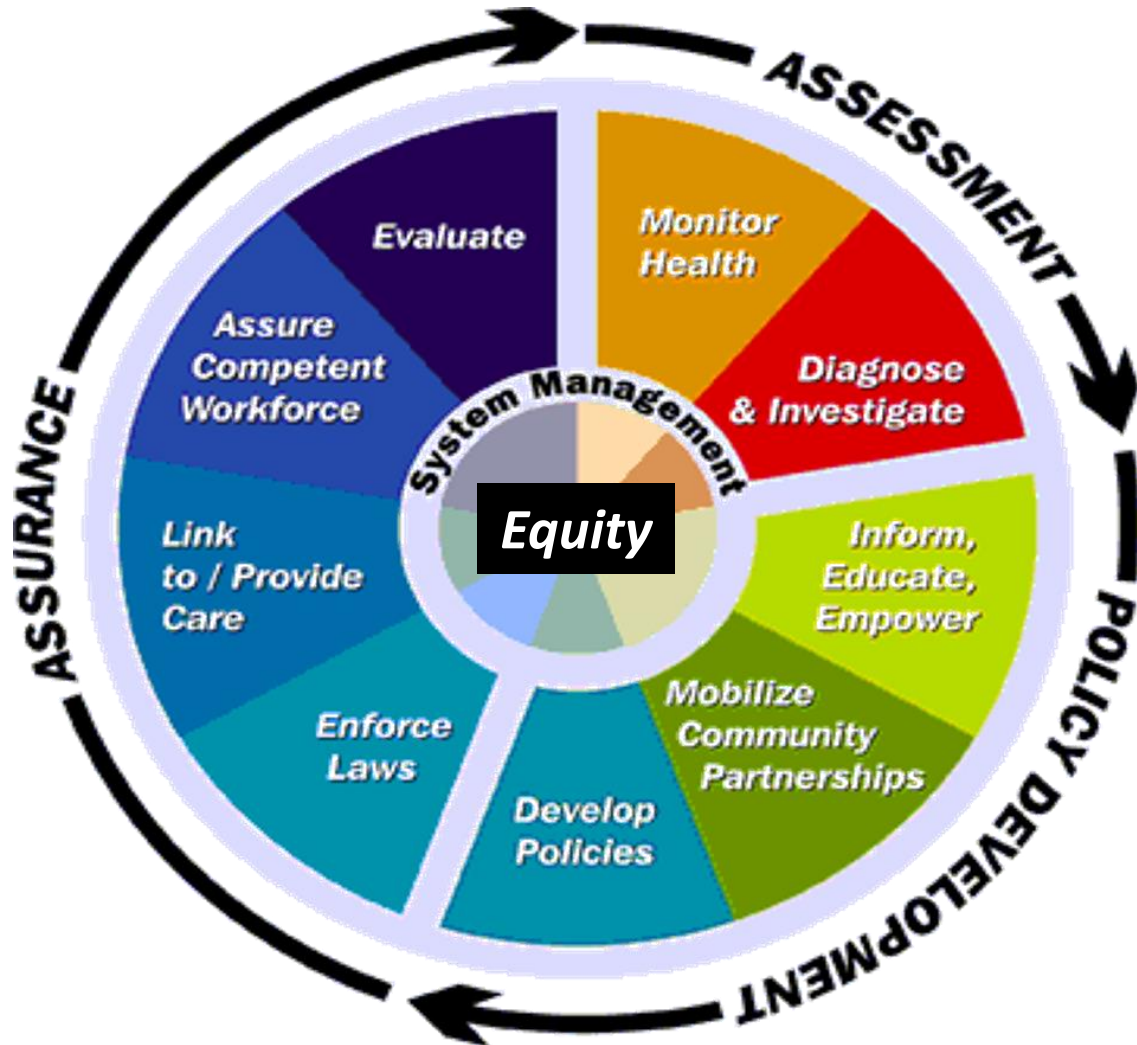 ASSESSMENT
Monitor
Health
Diagnose
& Investigate
POLICY DEVELOPMENT
Inform,
Educate,
Empower
Mobilize
Community
Partnerships
Develop
Policies
ASSURANCE
Enforce
Laws
Link
to / Provide
Care
Assure
Competent
Workforce
Evaluate
System Management
Equity